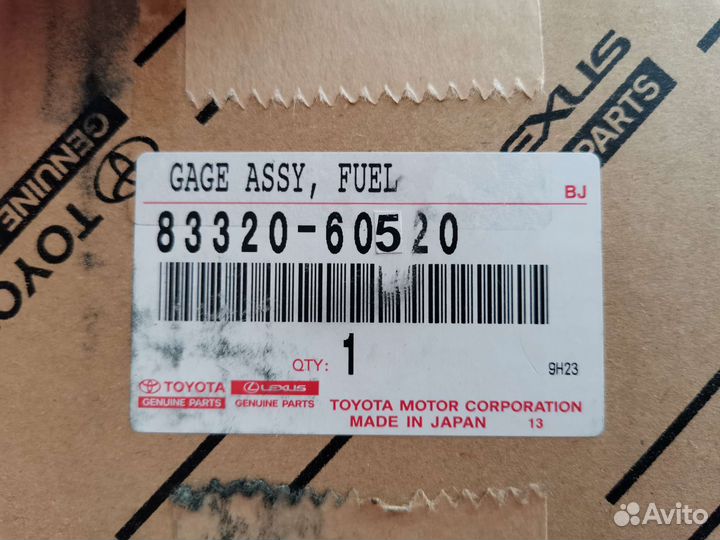 GAGE ASSY, FUEL
BJ
83320-60520
QTY: 1
9H23
TOYOTA
GENUINE PARTS
LEXUS
GENUINE PARTS
TOYOTA MOTOR CORPORATION
MADE IN JAPAN 13
TOYOTA
GENUINE
LEXUS
PARTS
Avito